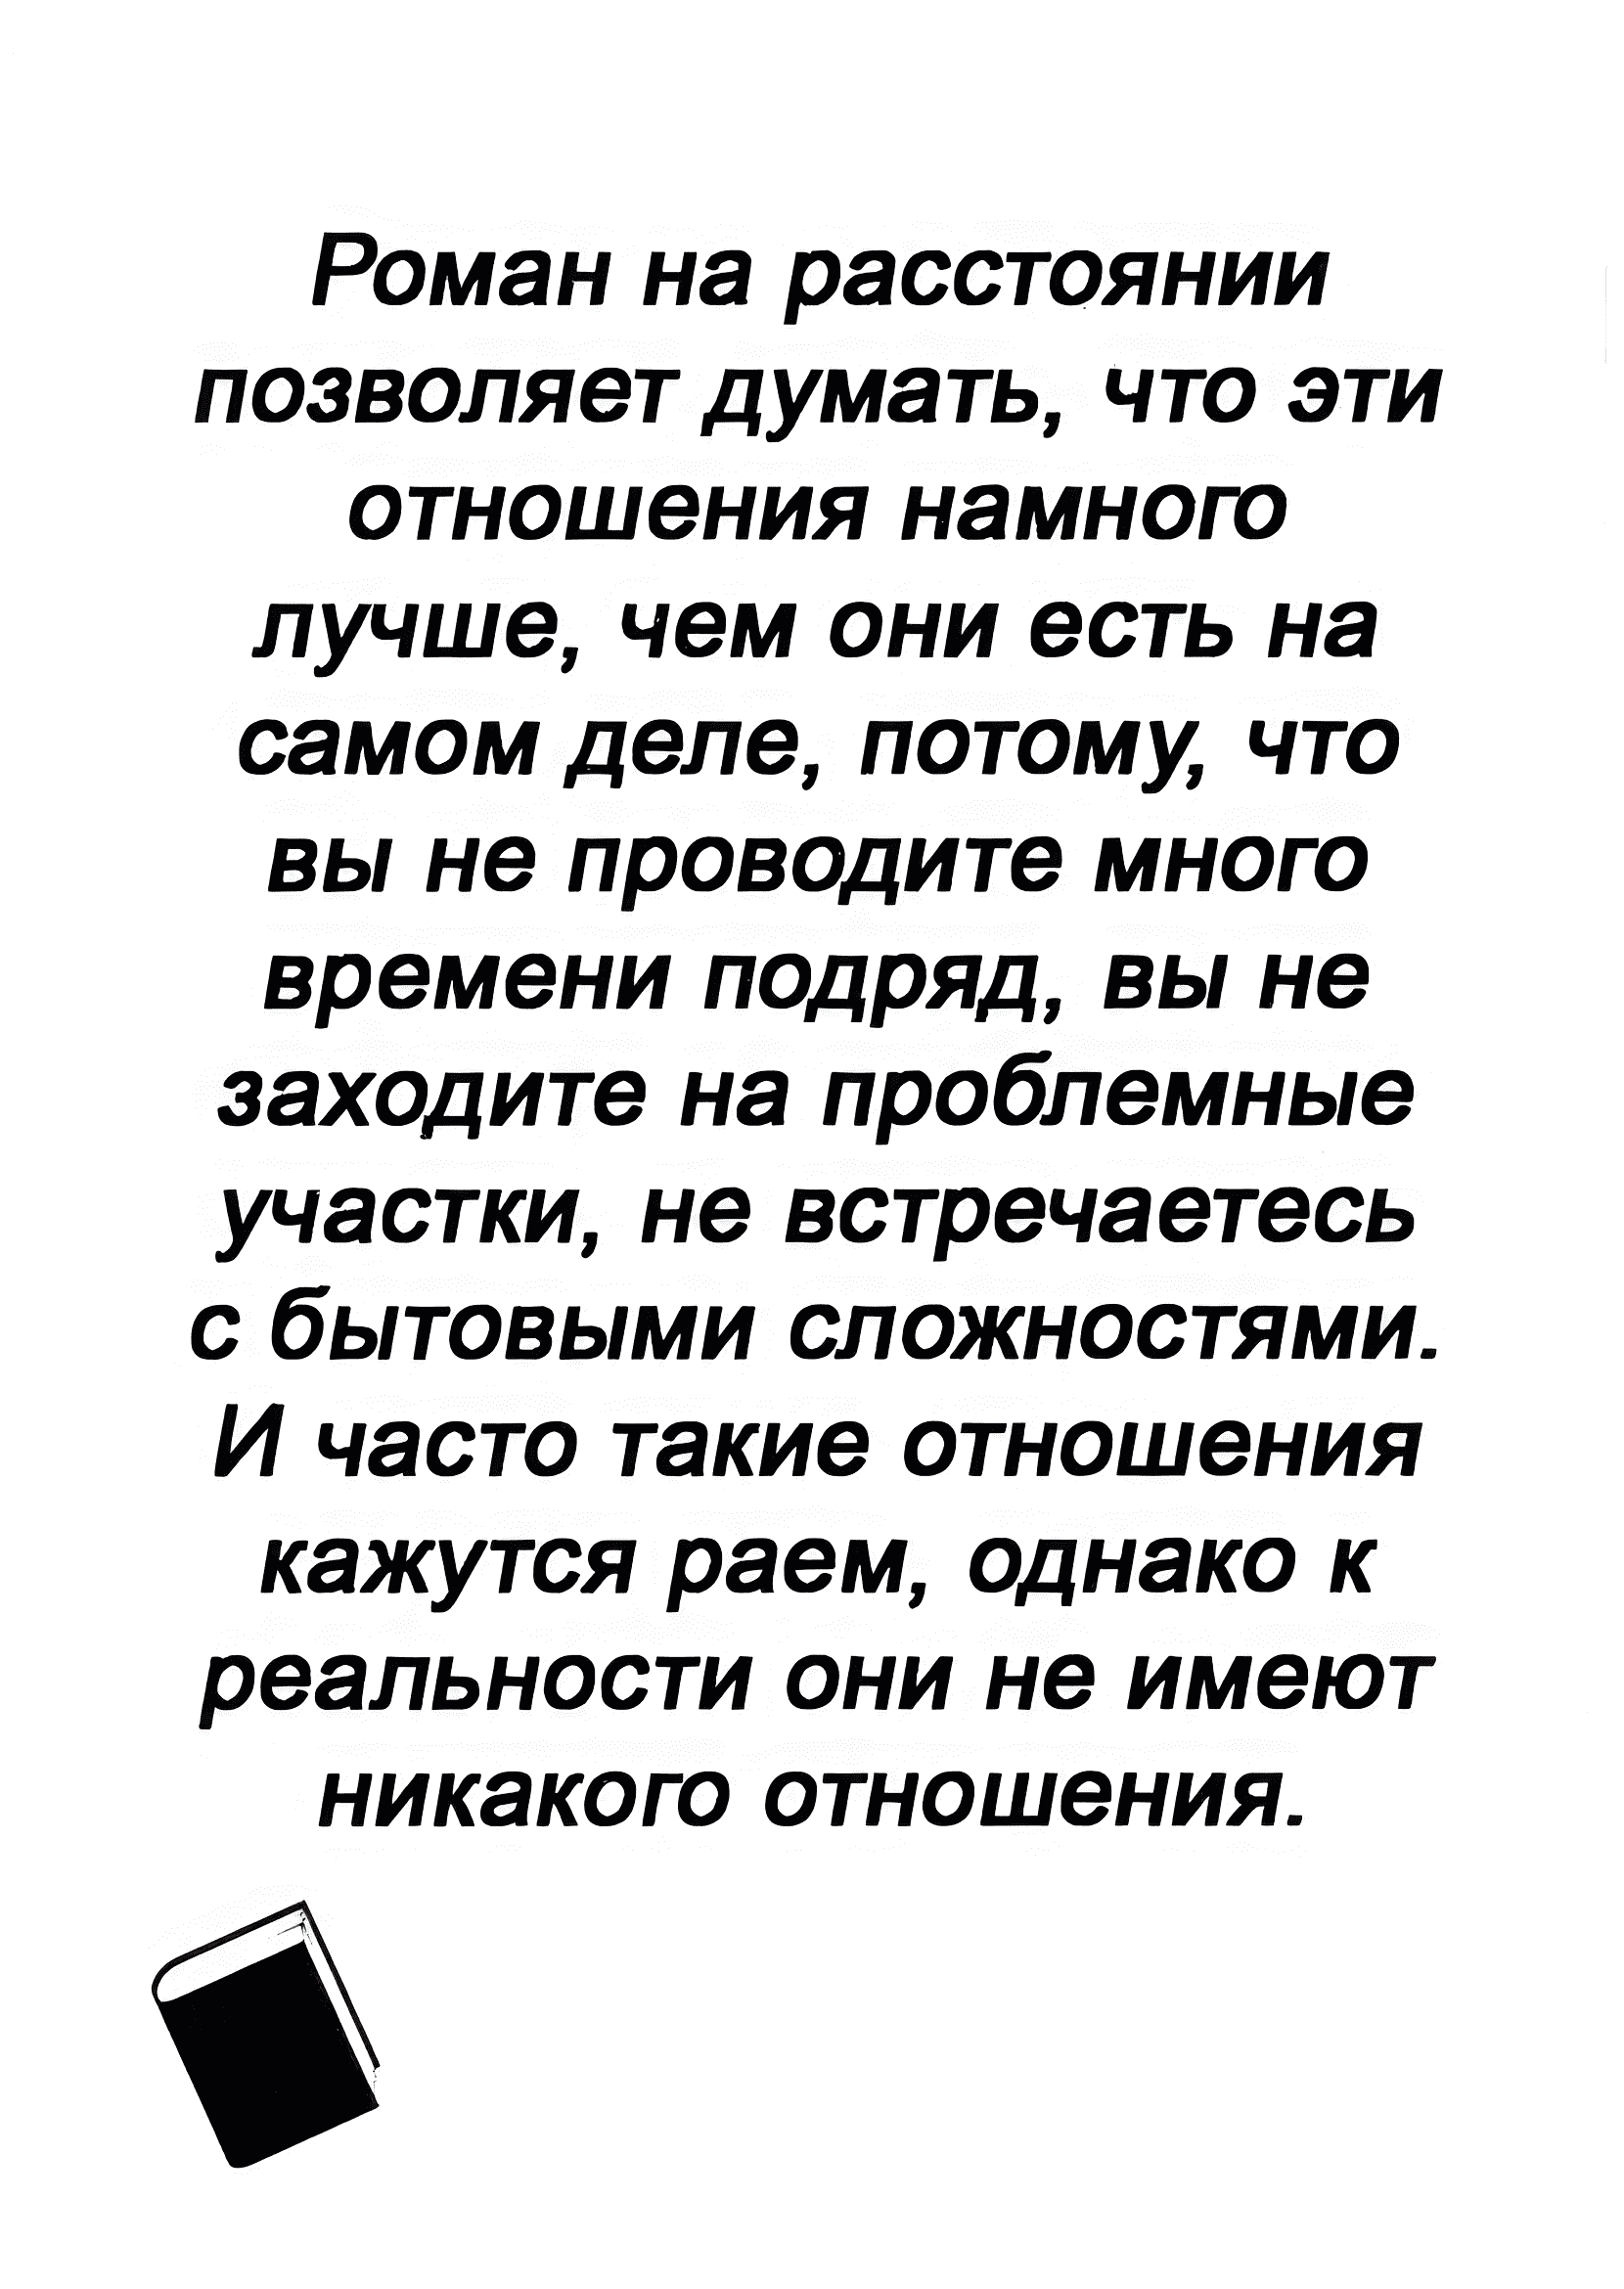 Роман на расстоянии
позволяет думать, что эти
отношения намного
лучше, чем они есть на
самом деле, потому, что
вы не проводите много
времени подряд, вы не
заходите на проблемные
участки, не встречаетесь
с бытовыми сложностями.
И часто такие отношения
кажутся раем, однако к
реальности они не имеют
никакого отношения.